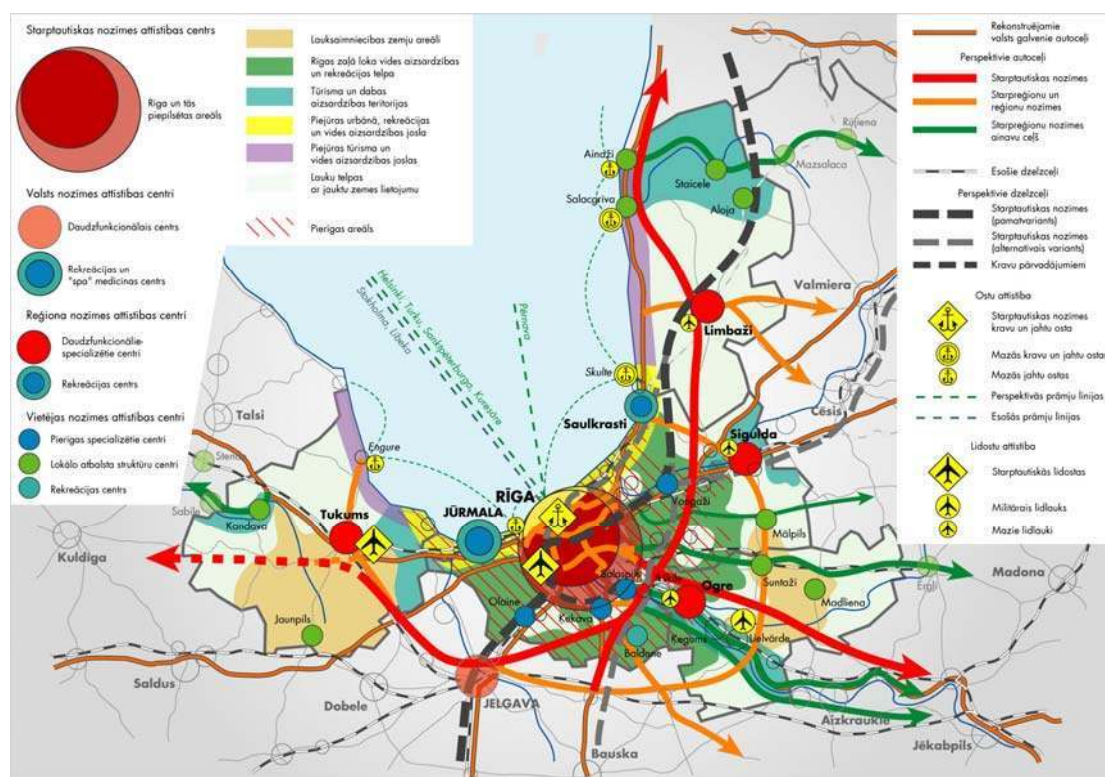 Starptautiskas nozīmes attīstības centrs
Rīga un tās
piepilsētas areāls
Valsts nozīmes attīstības centri
Daudzfunkcionālais centrs
Rekreācijas un
"spa" medicīnas centrs
Reģiona nozīmes attīstības centri
Daudzfunkcionālie-
specializētie centri
Rekreācijas centrs
Vietējas nozīmes attīstības centri
Pierīgas specializētie centri
Lokālo atbalsta struktūru centri
Rekreācijas centrs
Lauksaimniecības zemju areāli
Rīgas zaļā loka vides aizsardzības
un rekreācijas telpa
Tūrisma un dabas
aizsardzības teritorijas
Piejūras urbānā, rekreācijas
un vides aizsardzības josla
Piejūras tūrisma un
vides aizsardzības joslas
Lauku telpas
ar jauktu zemes lietojumu
Pierīgas areāls
Rekonstruējamie
valsts galvenie autoceļi
Perspektīvie autoceļi
Starptautiskas nozīmes
Starpreģionu un
reģionu nozīmes
Starpreģionu nozīmes
ainavu ceļš
Esošie dzelzceļi
Perspektīvie dzelzceļi
Starptautiskas nozīmes
(pamatvariants)
Starptautiskas nozīmes
(alternatīvais variants)
Kravu pārvadājumiem
Ostu attīstība
Starptautiskas nozīmes
kravu un jahtu osta
Mazās kravu un jahtu ostas
Mazās jahtu ostas
Perspektīvās prāmju līnijas
Esošās prāmju līnijas
Lidostu attīstība
Starptautiskās lidostas
Militārais lidlauks
Mazie lidlauki
Rūjiena
Ainaži
Mazsalaca
Staicele
Salacgrīva
Aloja
Valmiera
Helsinki, Turku, Sanktpēterburga, Kuresāre
Stokholma, Lībeka
Pērnava
Limbaži
Skulte
Cēsis
Saulkrasti
Talsi
Sigulda
Engure
Stende
RĪGA
Vangaži
JŪRMALA
Sabile
Kandava
Tukums
Mālpils
Kuldīga
Salaspils
Suntaži
Ērgļi
Madona
Ogre
Madliena
Olaine
Ķekava
Jaunpils
Ķegums
Lielvārde
Baldone
Saldus
Dobele
JELGAVA
Aizkraukle
Bauska
Jēkabpils